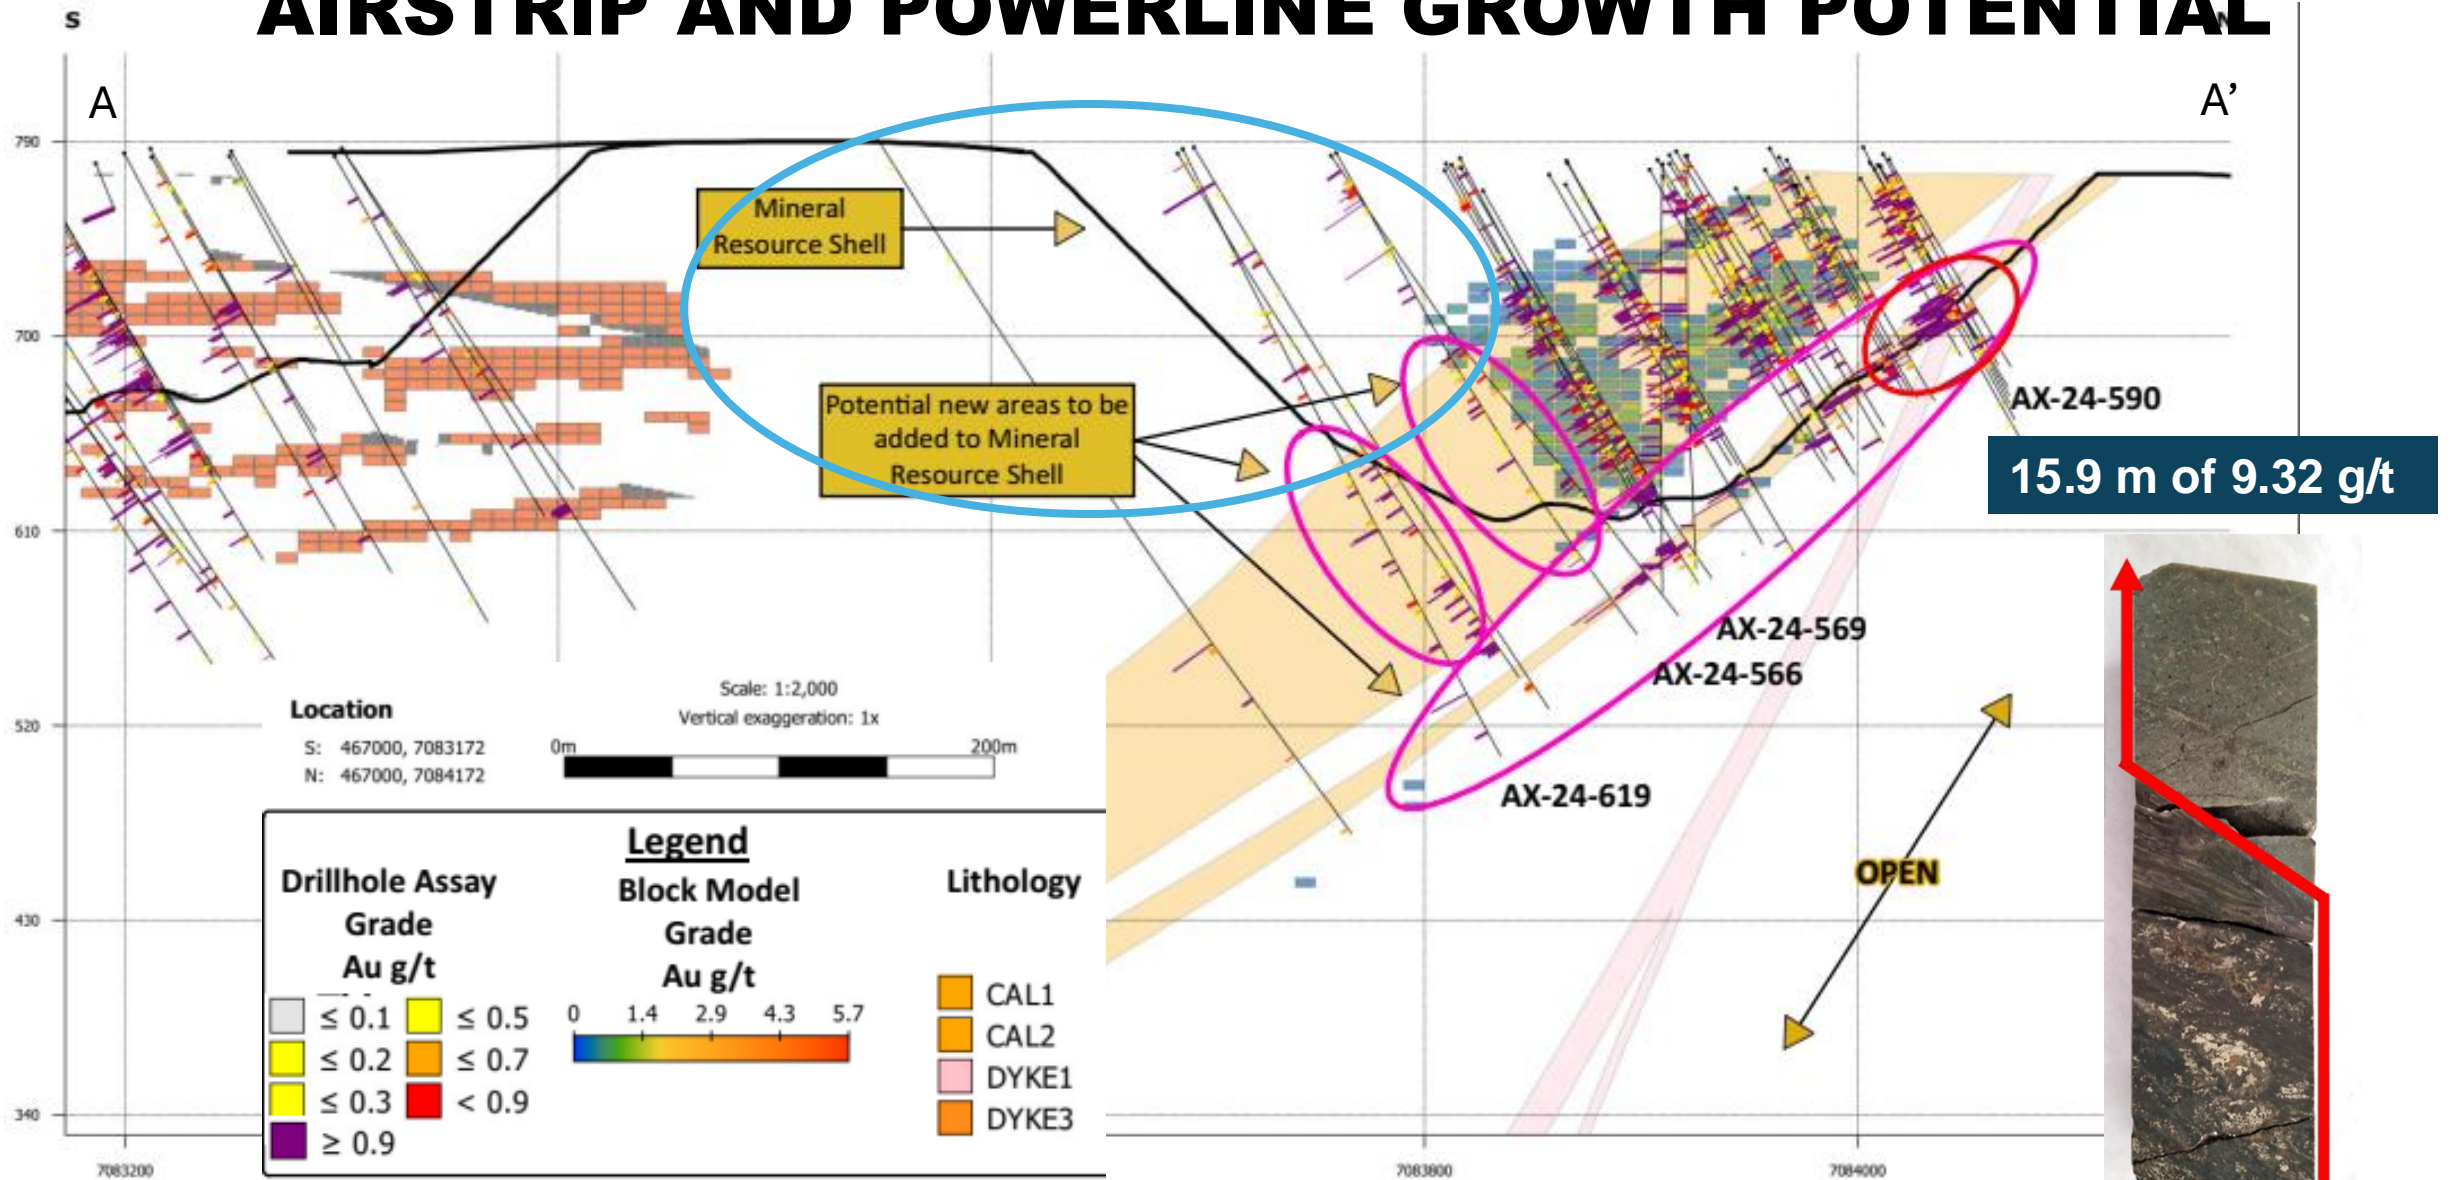 AIRSTRIP AND POWERLINE GROWTH POTENTIAL
S
N
A
A’
790
700
610
520
430
340
Mineral
Resource Shell
Potential new areas to be
added to Mineral
Resource Shell
AX-24-590
15.9 m of 9.32 g/t
AX-24-569
AX-24-566
AX-24-619
OPEN
Location
S: 467000, 7083172
N: 467000, 7084172
Scale: 1:2,000
Vertical exaggeration: 1x
0m
200m
Legend
Drillhole Assay
Grade
Au g/t
≤ 0.1
≤ 0.5
≤ 0.2
≤ 0.7
≤ 0.3
< 0.9
≥ 0.9
Block Model
Grade
Au g/t
0 1.4 2.9 4.3 5.7
Lithology
CAL1
CAL2
DYKE1
DYKE3
7083200
7083800
7084000